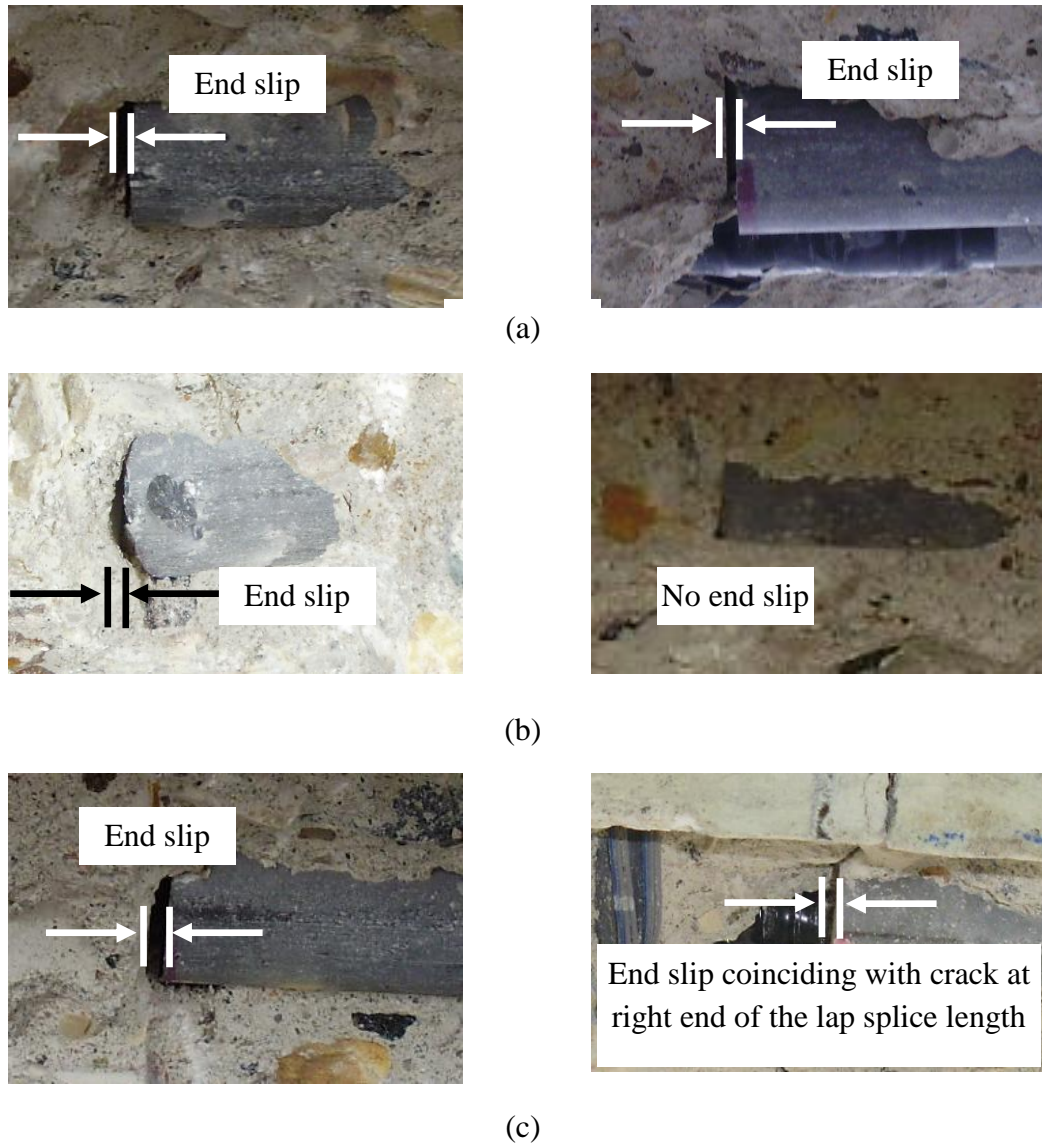 End slip
End slip
(a)
End slip
No end slip
(b)
End slip
End slip coinciding with crack at
right end of the lap splice length
(c)